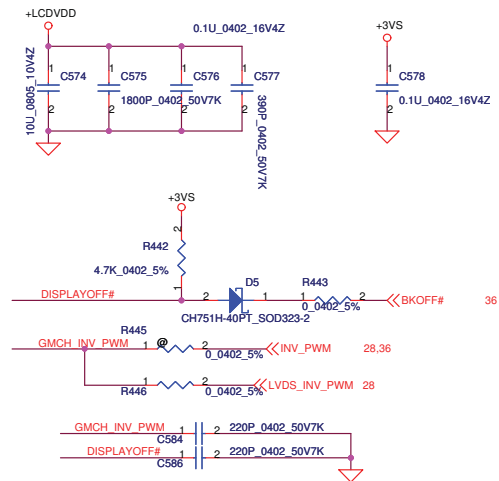 +LCDVDD
0.1U_0402_16V4Z
+3VS
10U_0805_10V4Z
1
C574
2
1
C575
2
1800P_0402_50V7K
1
C576
2
1
C577
2
390P_0402_50V7K
1
C578
2
0.1U_0402_16V4Z
+3VS
2
R442
4.7K_0402_5%
1
DISPLAYOFF#
2
D5
1
CH751H-40PT_SOD323-2
1
R443
2
0_0402_5%
BKOFF#
36
GMCH_INV_PWM
R445
1
@
2
0_0402_5%
INV_PWM
28,36
1
R446
2
0_0402_5%
LVDS_INV_PWM
28
GMCH_INV_PWM
1
C584
2
220P_0402_50V7K
DISPLAYOFF#
1
C586
2
220P_0402_50V7K